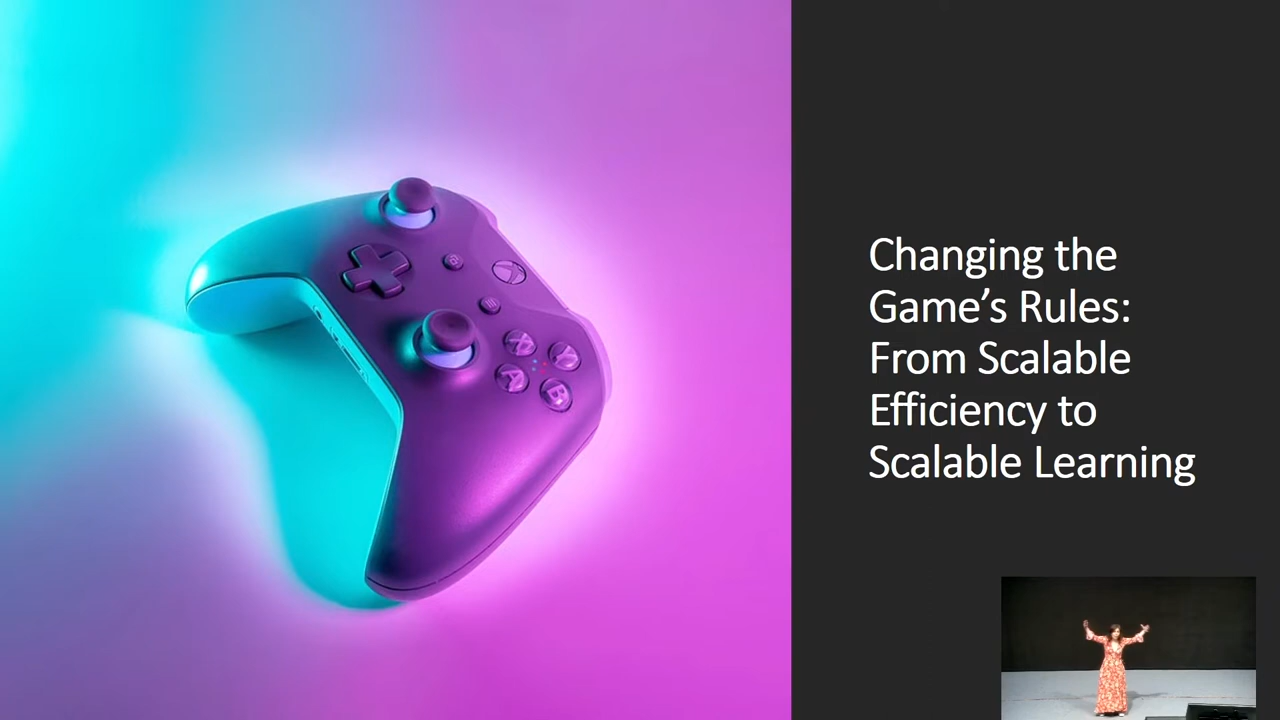 Changing the
Game’s Rules:
From Scalable
Efficiency to
Scalable Learning
X
Y
A
B